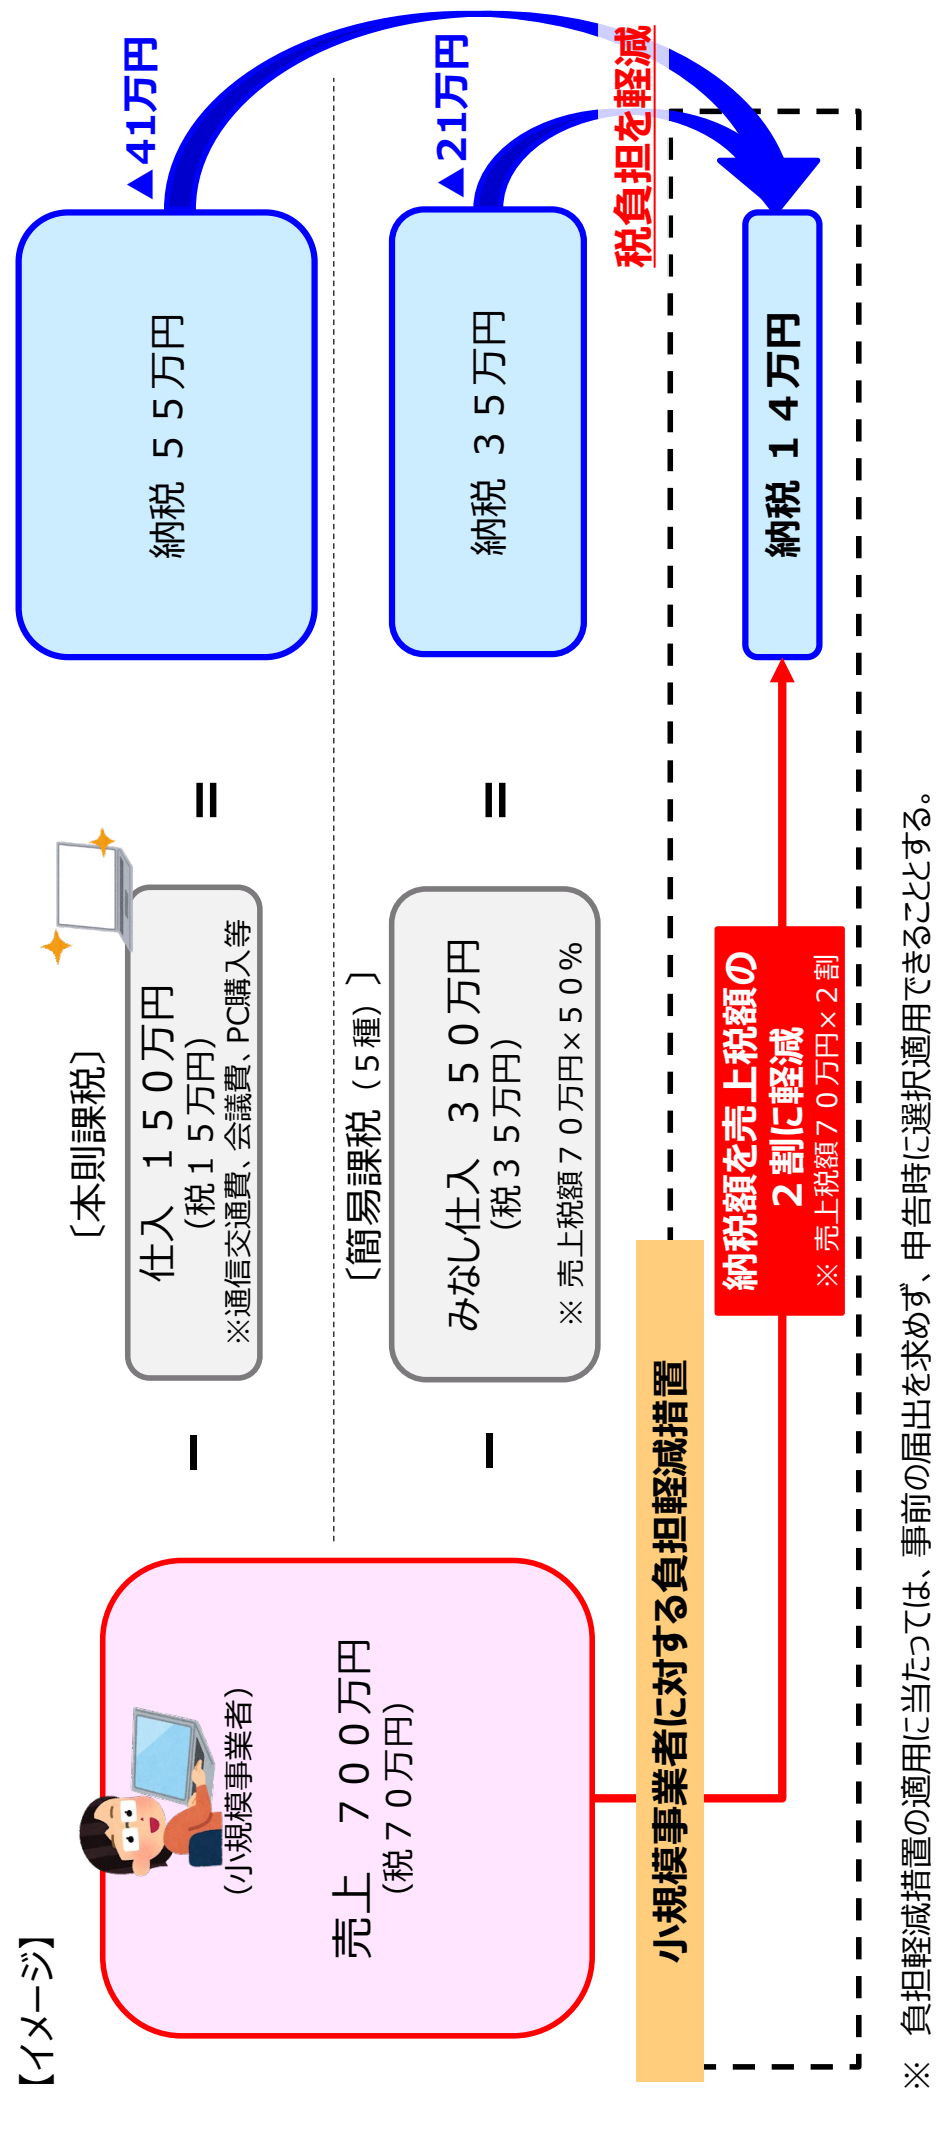 【イメージ】
（小規模事業者）
売上　７００万円
（税７０万円）
－
〔本則課税〕
仕入　１５０万円
（税１５万円）
※通信交通費、会議費、PC購入等
＝
納税　５５万円
▲41万円
〔簡易課税（５種）〕
－
みなし仕入　３５０万円
（税３５万円）
※ 売上税額７０万円×５０％
＝
納税　３５万円
▲21万円
税負担を軽減
小規模事業者に対する負担軽減措置
納税額を売上税額の
２割に軽減
※ 売上税額７０万円×２割
納税　１４万円
※　負担軽減措置の適用に当たっては、事前の届出を求めず、申告時に選択適用できることとする。